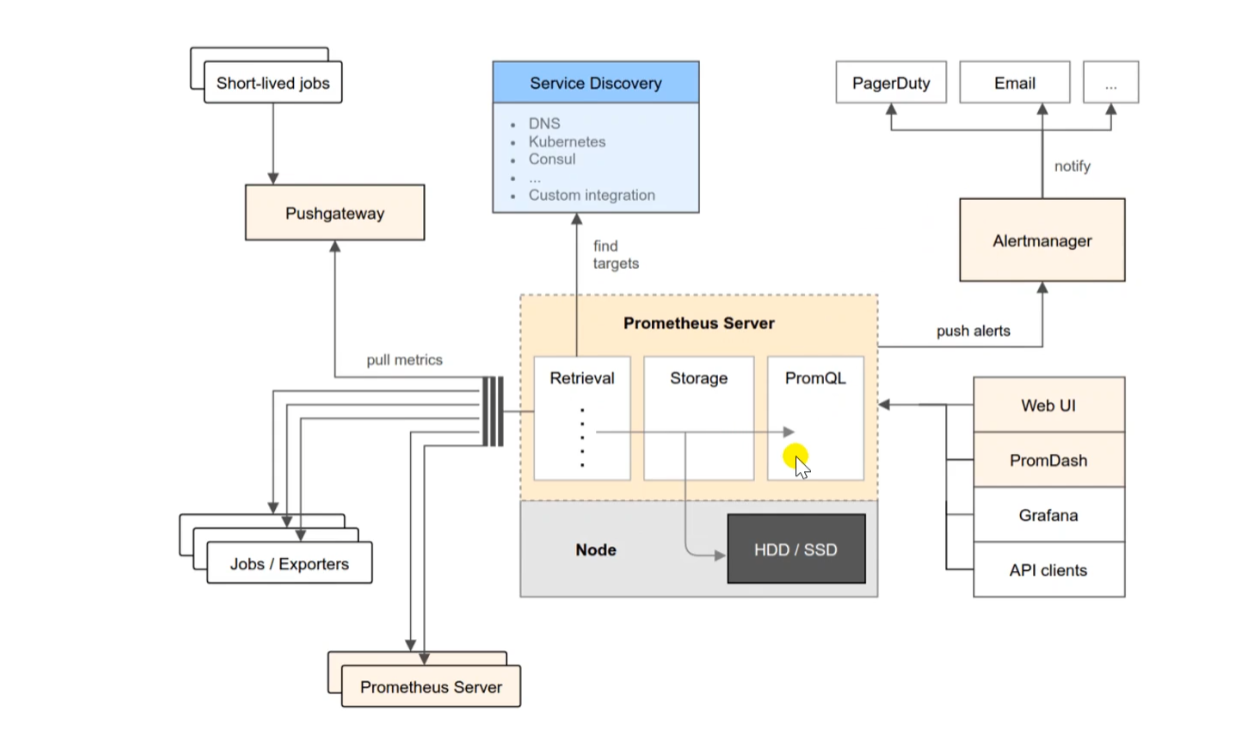 Short-lived jobs
Pushgateway
Service Discovery
• DNS
• Kubernetes
• Consul
• ...
• Custom integration
find
targets
PagerDuty
Email
...
notify
Alertmanager
push alerts
pull metrics
Prometheus Server
Retrieval
Storage
PromQL
Node
HDD / SSD
Jobs / Exporters
Prometheus Server
Web UI
PromDash
Grafana
API clients